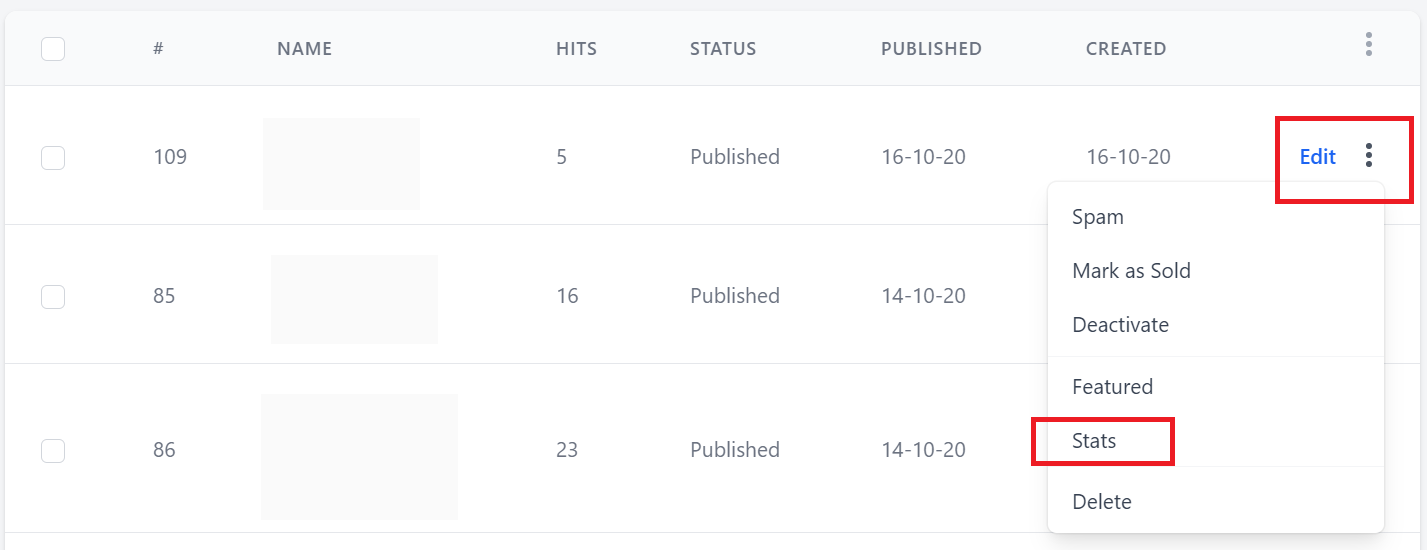 # NAME HITS STATUS PUBLISHED CREATED
109 5 Published 16-10-20 16-10-20 Edit
Spam
Mark as Sold
85 16 Published 14-10-20
Deactivate
Featured
Stats
86 23 Published 14-10-20
Delete